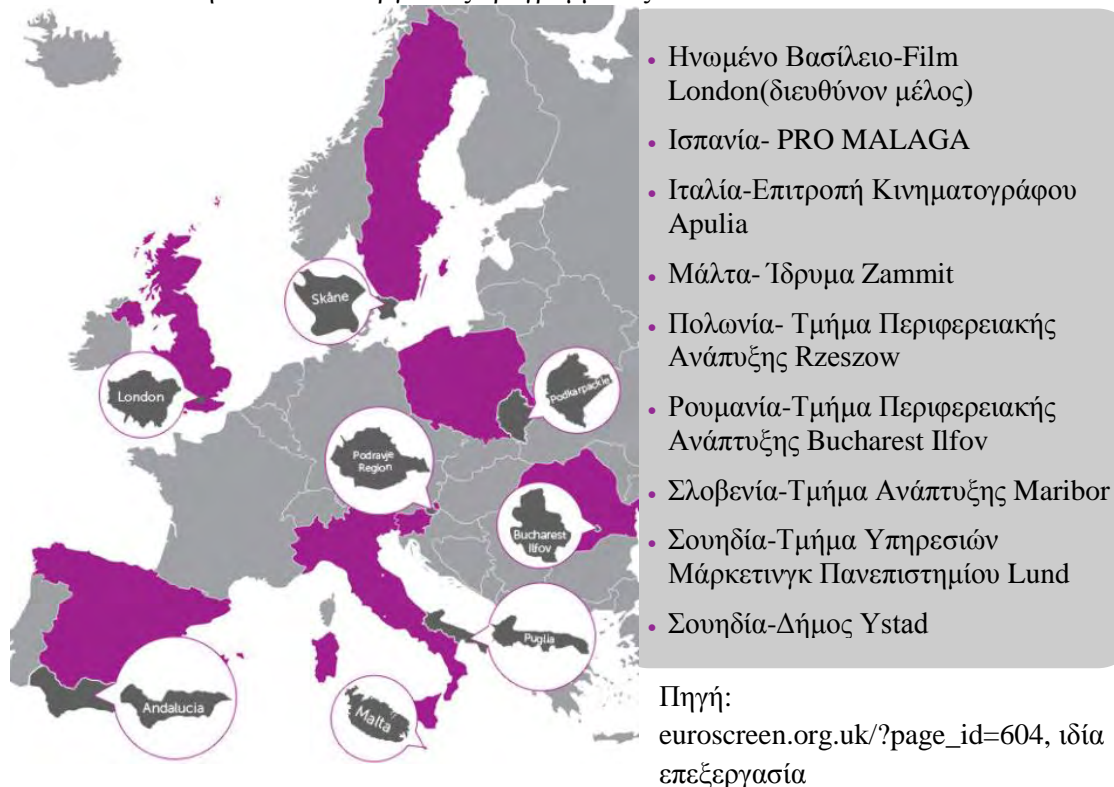 Ηνωμένο Βασίλειο-Film
London(διευθύνον μέλος)
Ισπανία- PRO MALAGA
Ιταλία-Επιτροπή Κινηματογράφου
Apulia
Μάλτα- Ίδρυμα Zammit
Πολωνία- Τμήμα Περιφερειακής
Ανάπυξης Rzeszow
Ρουμανία-Τμήμα Περιφερειακής
Ανάπτυξης Bucharest Ilfov
Σλοβενία-Τμήμα Ανάπτυξης Maribor
Σουηδία-Τμήμα Υπηρεσιών
Μάρκετινγκ Πανεπιστημίου Lund
Σουηδία-Δήμος Ystad
Πηγή:
euroscreen.org.uk/?page_id=604, ιδία
επεξεργασία
Skåne
London
Podkarpackie
Podravje
Region
Bucharest
Ilfov
Puglia
Andalucia
Malta